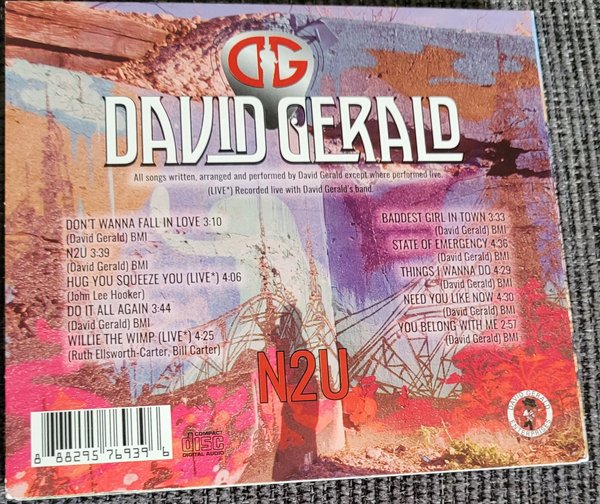 DG
DAVID GERALD
All songs written, arranged and performed by David Gerald except where performed live.
(LIVE*) Recorded live with David Gerald's band.
DON'T WANNA FALL IN LOVE 3:10
(David Gerald) BMI
N2U 3:39
(David Gerald) BMI
HUG YOU SQUEEZE YOU (LIVE*) 4:06
(John Lee Hooker)
DO IT ALL AGAIN 3:44
(David Gerald) BMI
WILLIE THE WIMP (LIVE*) 4:25
(Ruth Ellsworth-Carter, Bill Carter)
BADDEST GIRL IN TOWN 3:33
(David Gerald) BMI
STATE OF EMERGENCY 4:36
(David Gerald) BMI
THINGS I WANNA DO 4:29
(David Gerald) BMI
NEED YOU LIKE NOW 4:30
(David Gerald) BMI
YOU BELONG WITH ME 2:57
(David Gerald) BMI
N2U
8 88295 76939 6
COMPACT
disc
DIGITAL AUDIO
DAVID GERALD
ENTERPRISES